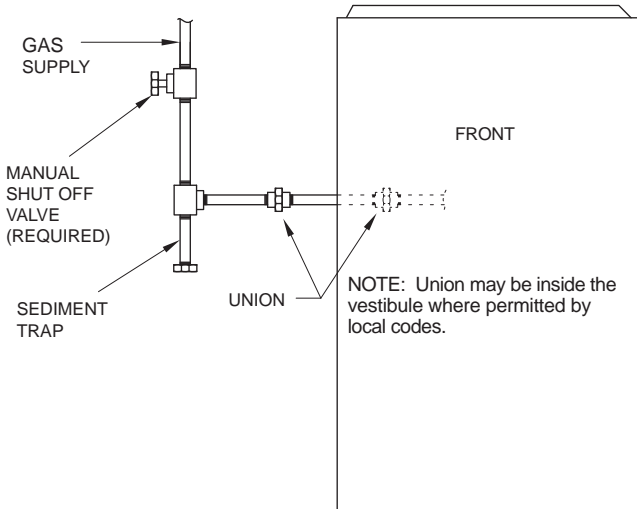 GAS
SUPPLY
FRONT
MANUAL
SHUT OFF
VALVE
(REQUIRED)
SEDIMENT
TRAP
UNION
NOTE: Union may be inside the
vestibule where permitted by
local codes.